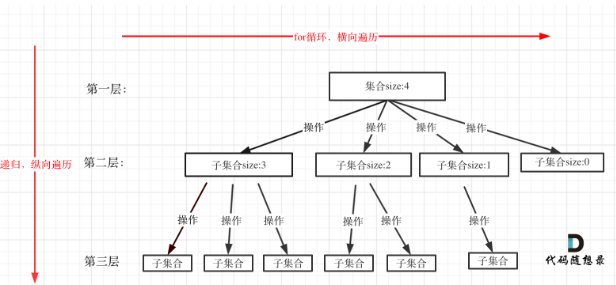 for循环、横向遍历
第一层：
集合size:4
操作
操作
操作
操作
递归、纵向遍历
第二层:
子集合size:3
子集合size:2
子集合size:1
子集合size:0
操作
操作
操作
操作
操作
操作
第三层
子集合
子集合
子集合
子集合
子集合
子集合
代码随想录